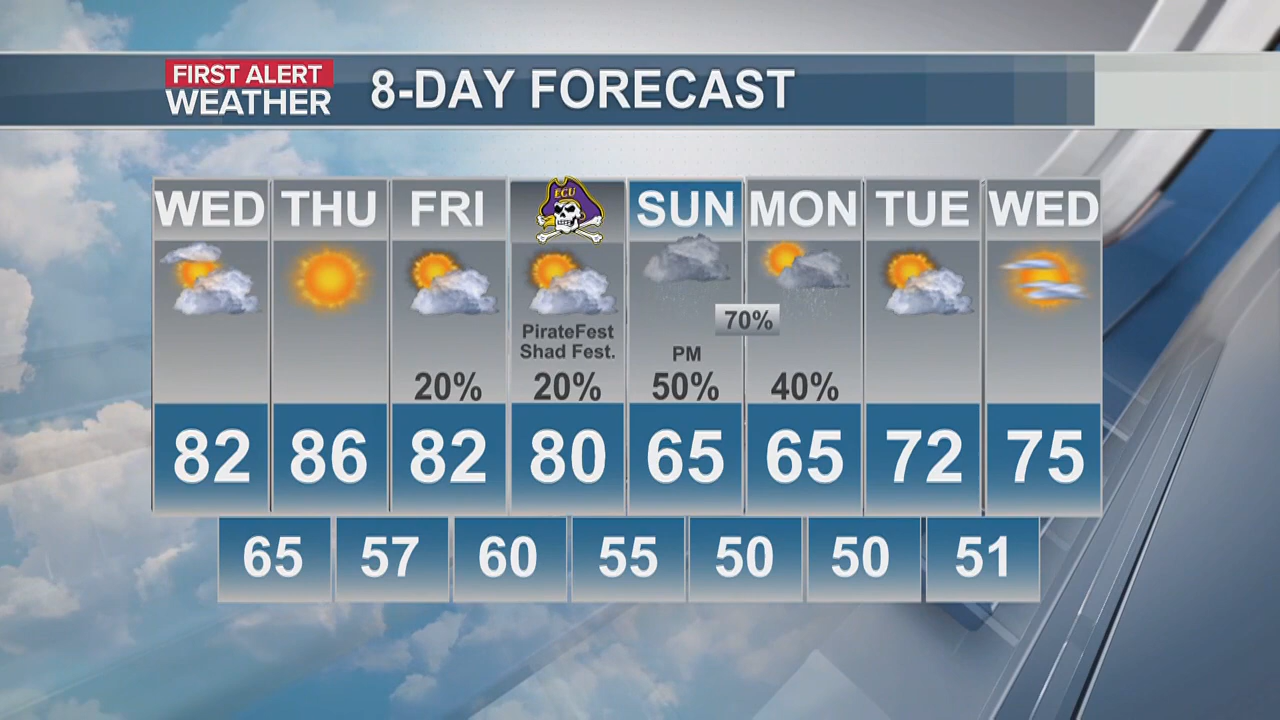 FIRST ALERT
WEATHER
8-DAY FORECAST
WED THU FRI ECU SUN MON TUE WED
70%
PirateFest
Shad Fest.
PM
20% 20% 50% 40%
82 86 82 80 65 65 72 75
65 57 60 55 50 50 51